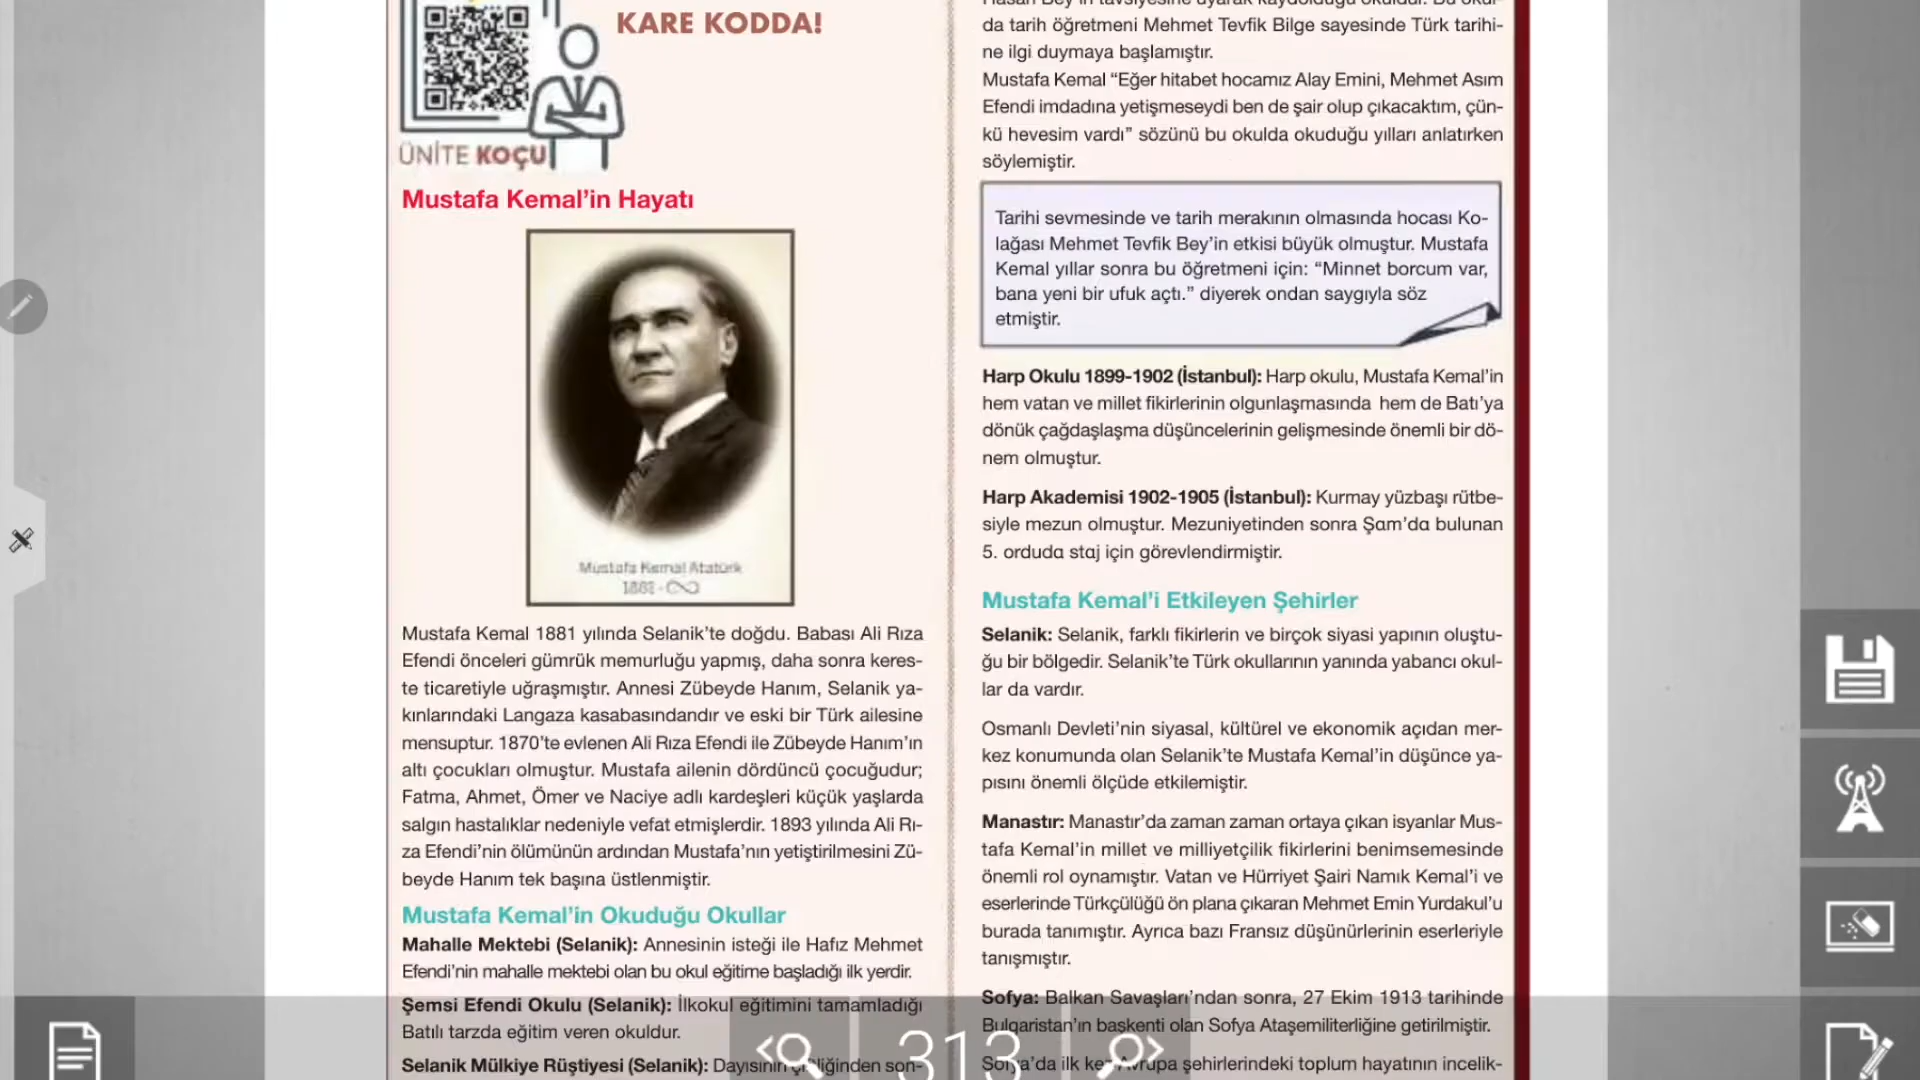 KARE KODDA!
ÜNİTE KOÇU
Mustafa Kemal’in Hayatı
Mustafa Kemal Atatürk
Mustafa Kemal 1881 yılında Selanik’te doğdu. Babası Ali Rıza
Efendi önceleri gümrük memurluğu yapmış, daha sonra keres-
te ticaretiyle uğraşmıştır. Annesi Zübeyde Hanım, Selanik ya-
kınlarındaki Langaza kasabasındandır ve eski bir Türk ailesine
mensuptur. 1870’te evlenen Ali Rıza Efendi ile Zübeyde Hanım’ın
altı çocukları olmuştur. Mustafa ailenin dördüncü çocuğudur;
Fatma, Ahmet, Ömer ve Naciye adlı kardeşleri küçük yaşlarda
salgın hastalıklar nedeniyle vefat etmişlerdir. 1893 yılında Ali Rı-
za Efendi’nin ölümünün ardından Mustafa’nın yetiştirilmesini Zü-
beyde Hanım tek başına üstlenmiştir.
Mustafa Kemal’in Okuduğu Okullar
Mahalle Mektebi (Selanik): Annesinin isteği ile Hafız Mehmet
Efendi’nin mahalle mektebi olan bu okul eğitime başladığı ilk yerdir.
Şemsi Efendi Okulu (Selanik): İlkokul eğitimini tamamladığı
Batılı tarzda eğitim veren okuldur.
Selanik Mülkiye Rüştiyesi (Selanik): Dayısının çiftliğinden son-
Hasan Bey’in tavsiyesine uyarak kaydolduğu okuldur. Bu okul-
da tarih öğretmeni Mehmet Tevfik Bilge sayesinde Türk tarihi-
ne ilgi duymaya başlamıştır.
Mustafa Kemal “Eğer hitabet hocamız Alay Emini, Mehmet Asım
Efendi imdadına yetişmeseydi ben de şair olup çıkacaktım, çün-
kü hevesim vardı” sözünü bu okulda okuduğu yılları anlatırken
söylemiştir.
Tarihi sevmesinde ve tarih merakının olmasında hocası Ko-
lağası Mehmet Tevfik Bey’in etkisi büyük olmuştur. Mustafa
Kemal yıllar sonra bu öğretmeni için: “Minnet borcum var,
bana yeni bir ufuk açtı.” diyerek ondan saygıyla söz
etmiştir.
Harp Okulu 1899-1902 (İstanbul): Harp okulu, Mustafa Kemal’in
hem vatan ve millet fikirlerinin olgunlaşmasında hem de Batı’ya
dönük çağdaşlaşma düşüncelerinin gelişmesinde önemli bir dö-
nem olmuştur.
Harp Akademisi 1902-1905 (İstanbul): Kurmay yüzbaşı rütbe-
siyle mezun olmuştur. Mezuniyetinden sonra Şam’da bulunan
5. orduda staj için görevlendirmiştir.
Mustafa Kemal’i Etkileyen Şehirler
Selanik: Selanik, farklı fikirlerin ve birçok siyasi yapının oluştu-
ğu bir bölgedir. Selanik’te Türk okullarının yanında yabancı okul-
lar da vardır.
Osmanlı Devleti’nin siyasal, kültürel ve ekonomik açıdan mer-
kez konumunda olan Selanik’te Mustafa Kemal’in düşünce ya-
pısını önemli ölçüde etkilemiştir.
Manastır: Manastır’da zaman zaman ortaya çıkan isyanlar Mus-
tafa Kemal’in millet ve milliyetçilik fikirlerini benimsemesinde
önemli rol oynamıştır. Vatan ve Hürriyet Şairi Namık Kemal’i ve
eserlerinde Türkçülüğü ön plana çıkaran Mehmet Emin Yurdakul’u
burada tanımıştır. Ayrıca bazı Fransız düşünürlerinin eserleriyle
tanışmıştır.
Sofya: Balkan Savaşları’ndan sonra, 27 Ekim 1913 tarihinde
Bulgaristan’ın başkenti olan Sofya Ataşemiliterliğine getirilmiştir.
Sofya’da ilk kez Avrupa şehirlerindeki toplum hayatının incelik-
313